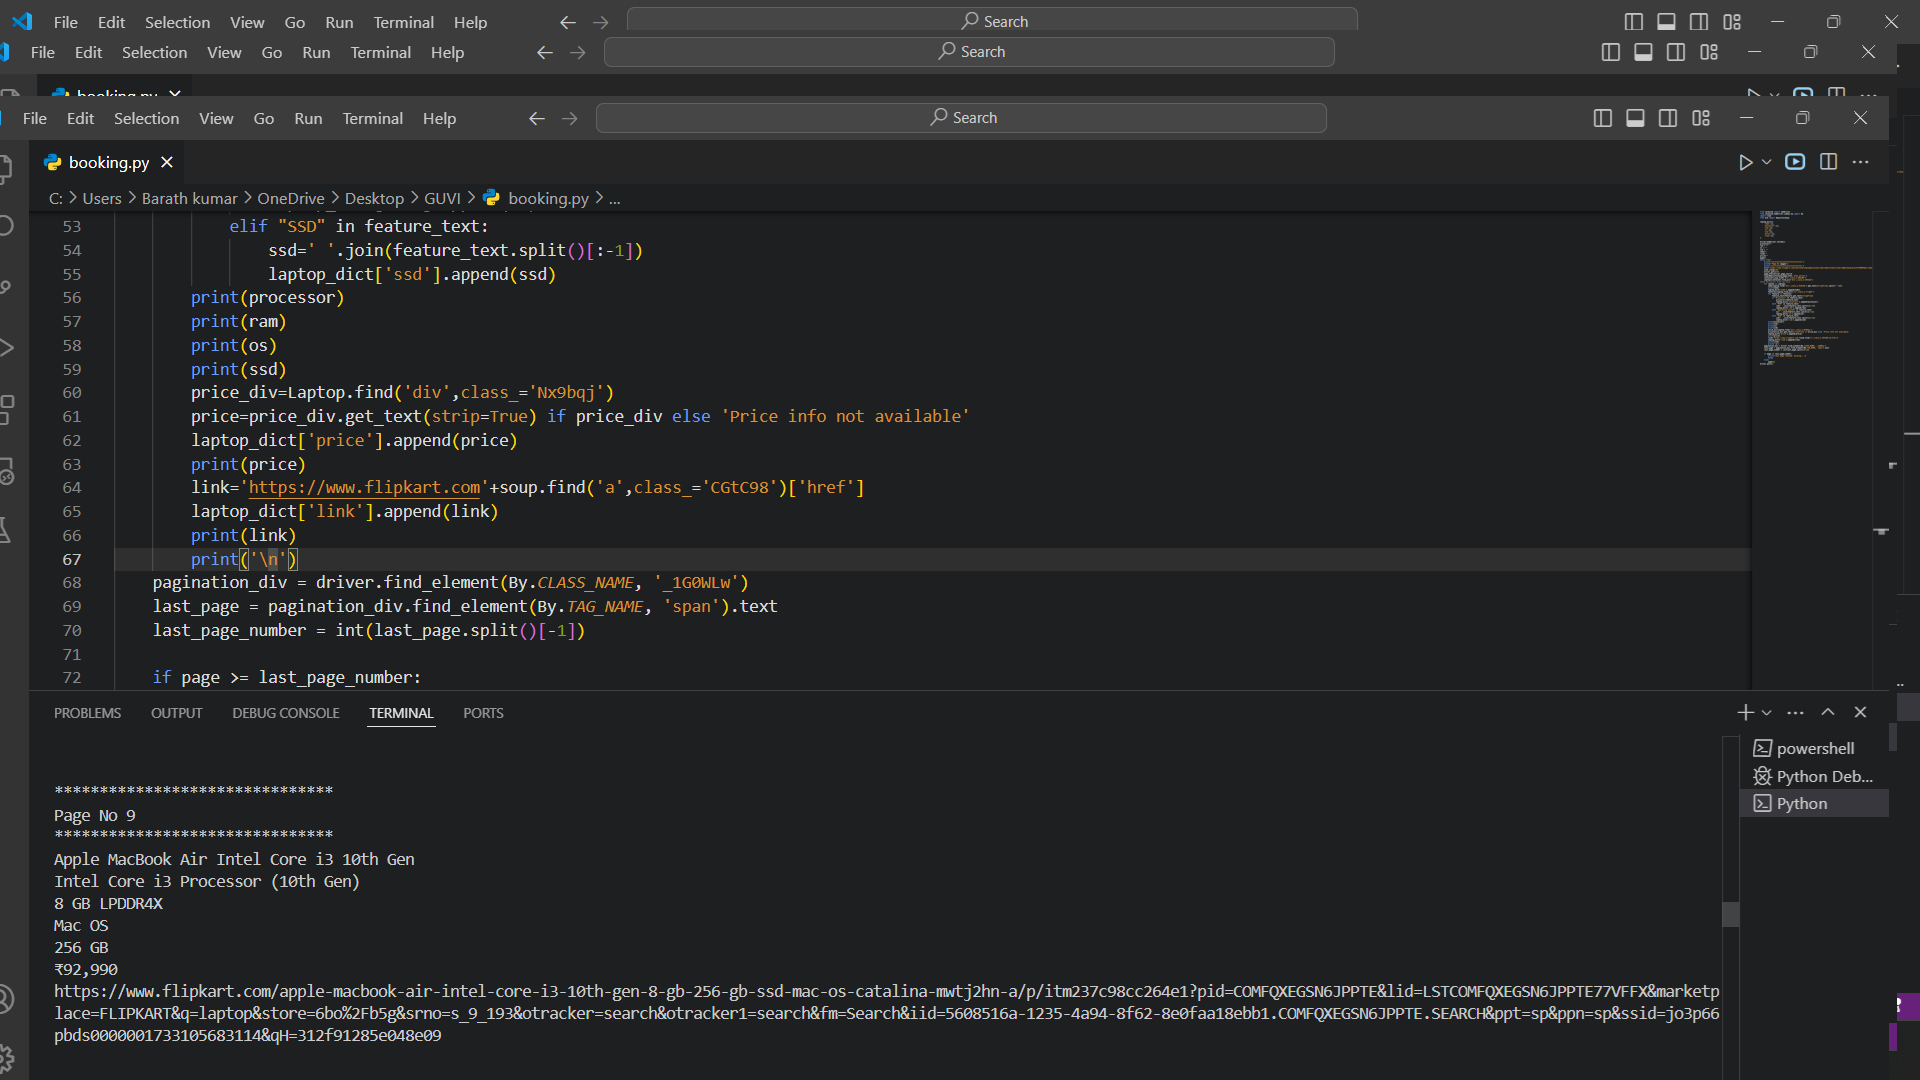 File Edit Selection View Go Run Terminal Help Search
File Edit Selection View Go Run Terminal Help Search
booking.py
File Edit Selection View Go Run Terminal Help Search
booking.py
C: > Users > Barath kumar > OneDrive > Desktop > GUVI > booking.py > ...
53 elif "SSD" in feature_text:
54 ssd=' '.join(feature_text.split()[:-1])
55 laptop_dict['ssd'].append(ssd)
56 print(processor)
57 print(ram)
58 print(os)
59 print(ssd)
60 price_div=Laptop.find('div',class_='Nx9bqj')
61 price=price_div.get_text(strip=True) if price_div else 'Price info not available'
62 laptop_dict['price'].append(price)
63 print(price)
64 link='https://www.flipkart.com'+soup.find('a',class_='CGtC98')['href']
65 laptop_dict['link'].append(link)
66 print(link)
67 print('\n')
68 pagination_div = driver.find_element(By.CLASS_NAME, '_1G0WLw')
69 last_page = pagination_div.find_element(By.TAG_NAME, 'span').text
70 last_page_number = int(last_page.split()[-1])
71
72 if page >= last_page_number:
PROBLEMS OUTPUT DEBUG CONSOLE TERMINAL PORTS
powershell
Python Deb...
Python
*******************************
Page No 9
*******************************
Apple MacBook Air Intel Core i3 10th Gen
Intel Core i3 Processor (10th Gen)
8 GB LPDDR4X
Mac OS
256 GB
₹92,990
https://www.flipkart.com/apple-macbook-air-intel-core-i3-10th-gen-8-gb-256-gb-ssd-mac-os-catalina-mwtj2hn-a/p/itm237c98cc264e1?pid=COMFQXEGSN6JPPTE&lid=LSTCOMFQXEGSN6JPPTE77VFFX&marketp
lace=FLIPKART&q=laptop&store=6bo%2Fb5g&srno=s_9_193&otracker=search&otracker1=search&fm=Search&iid=5608516a-1235-4a94-8f62-8e0faa18ebb1.COMFQXEGSN6JPPTE.SEARCH&ppt=sp&ppn=sp&ssid=jo3p66
pbds0000001733105683114&qH=312f91285e048e09